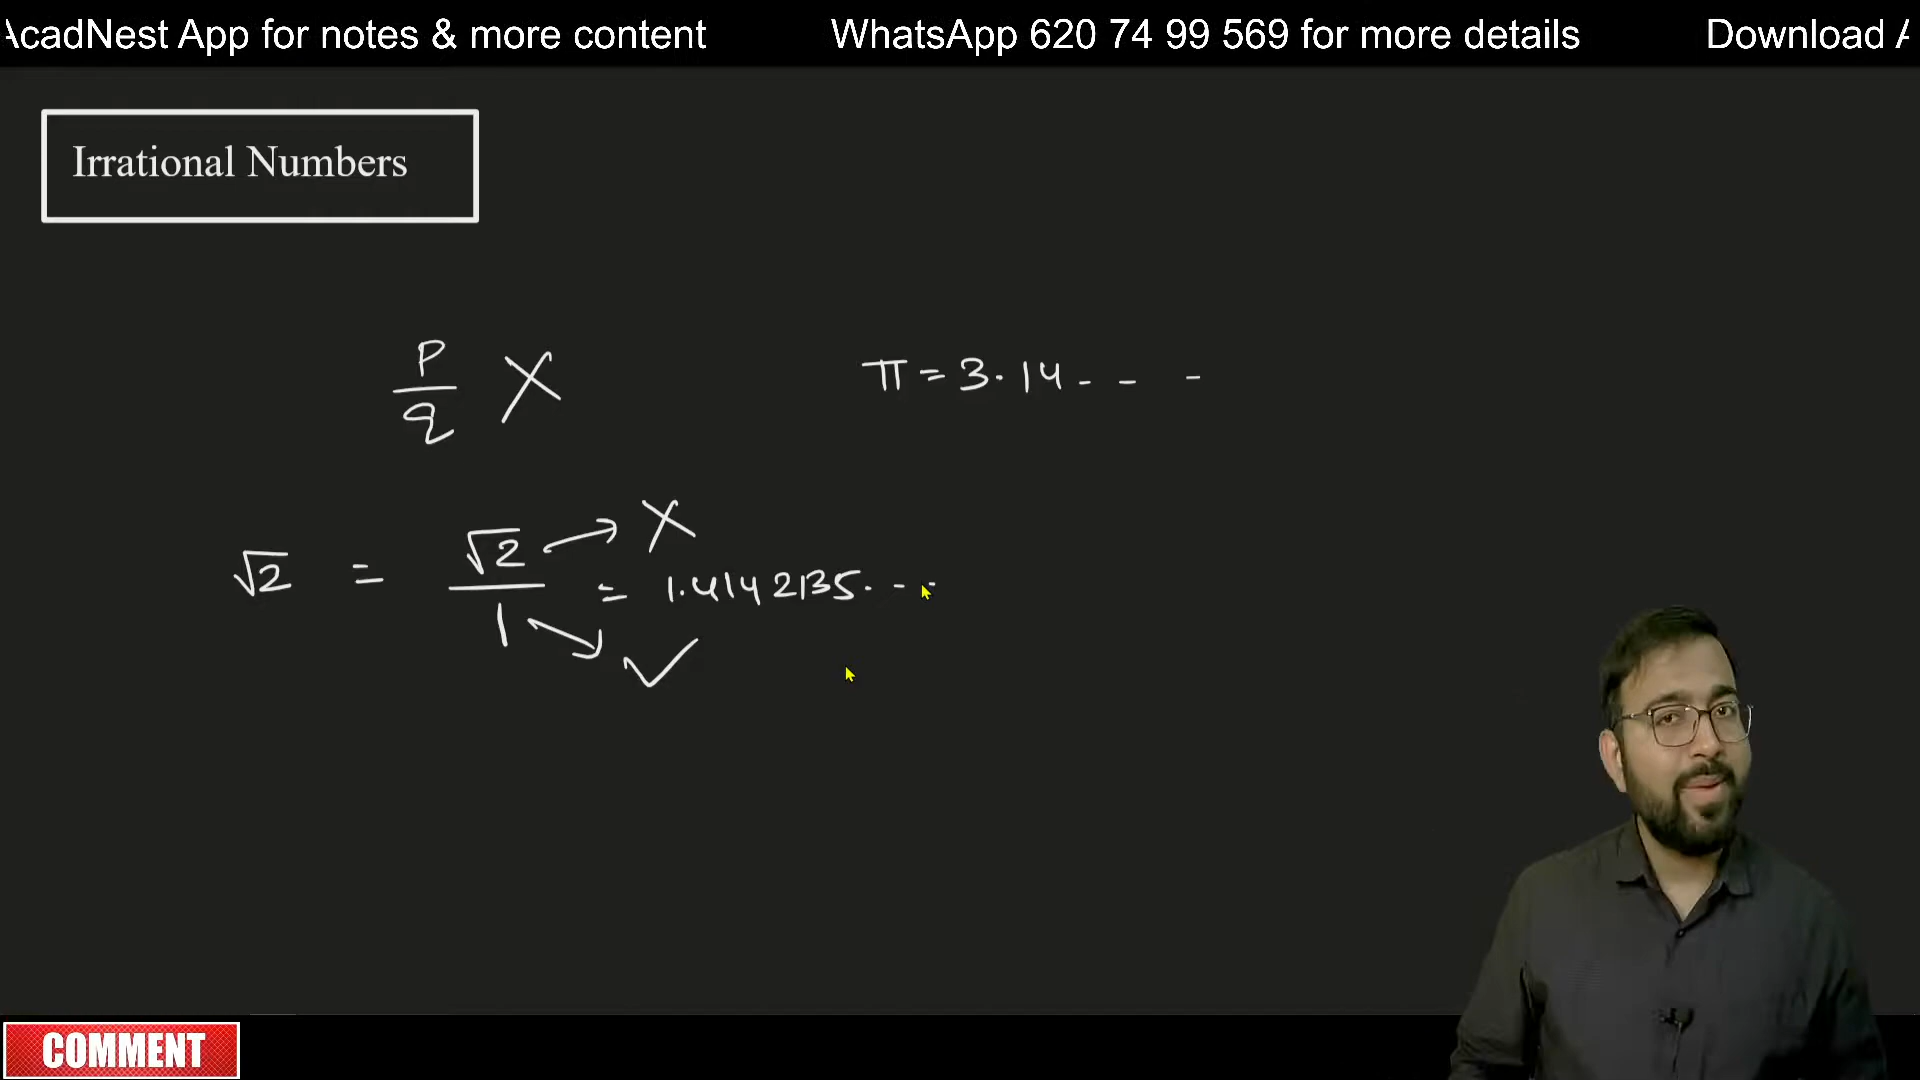 AcadNest App for notes & more content WhatsApp 620 74 99 569 for more details Download A
Irrational Numbers
p/q X
π = 3.14 - - -
√2 = √2/1 → X
= 1.4142135. - -
→ ✓
COMMENT